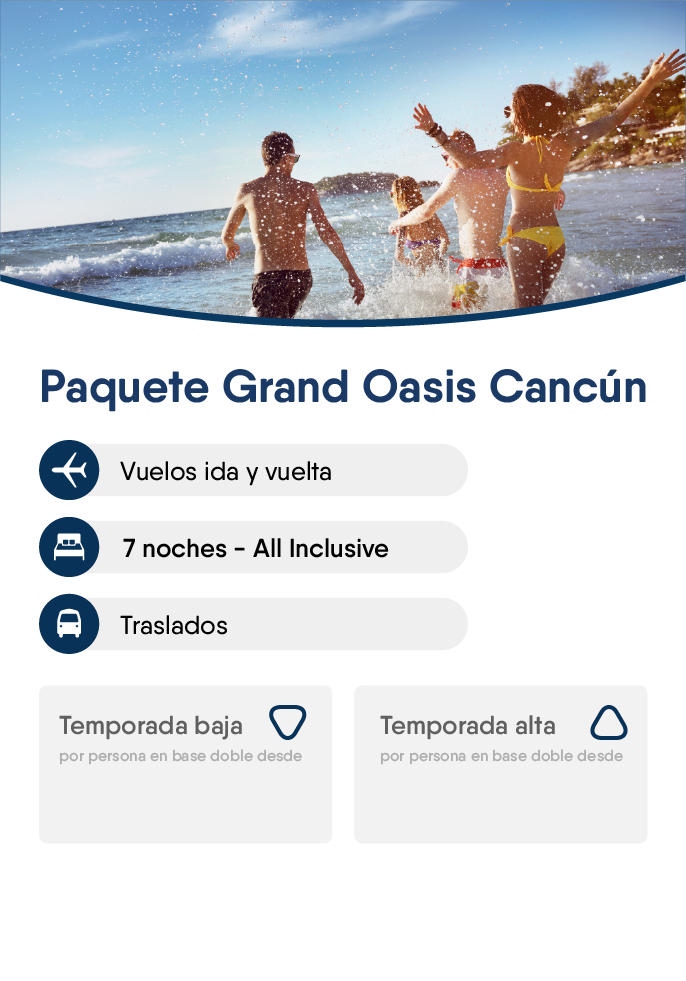 Paquete Grand Oasis Cancún
Vuelos ida y vuelta
7 noches - All Inclusive
Traslados
Temporada baja
por persona en base doble desde
Temporada alta
por persona en base doble desde